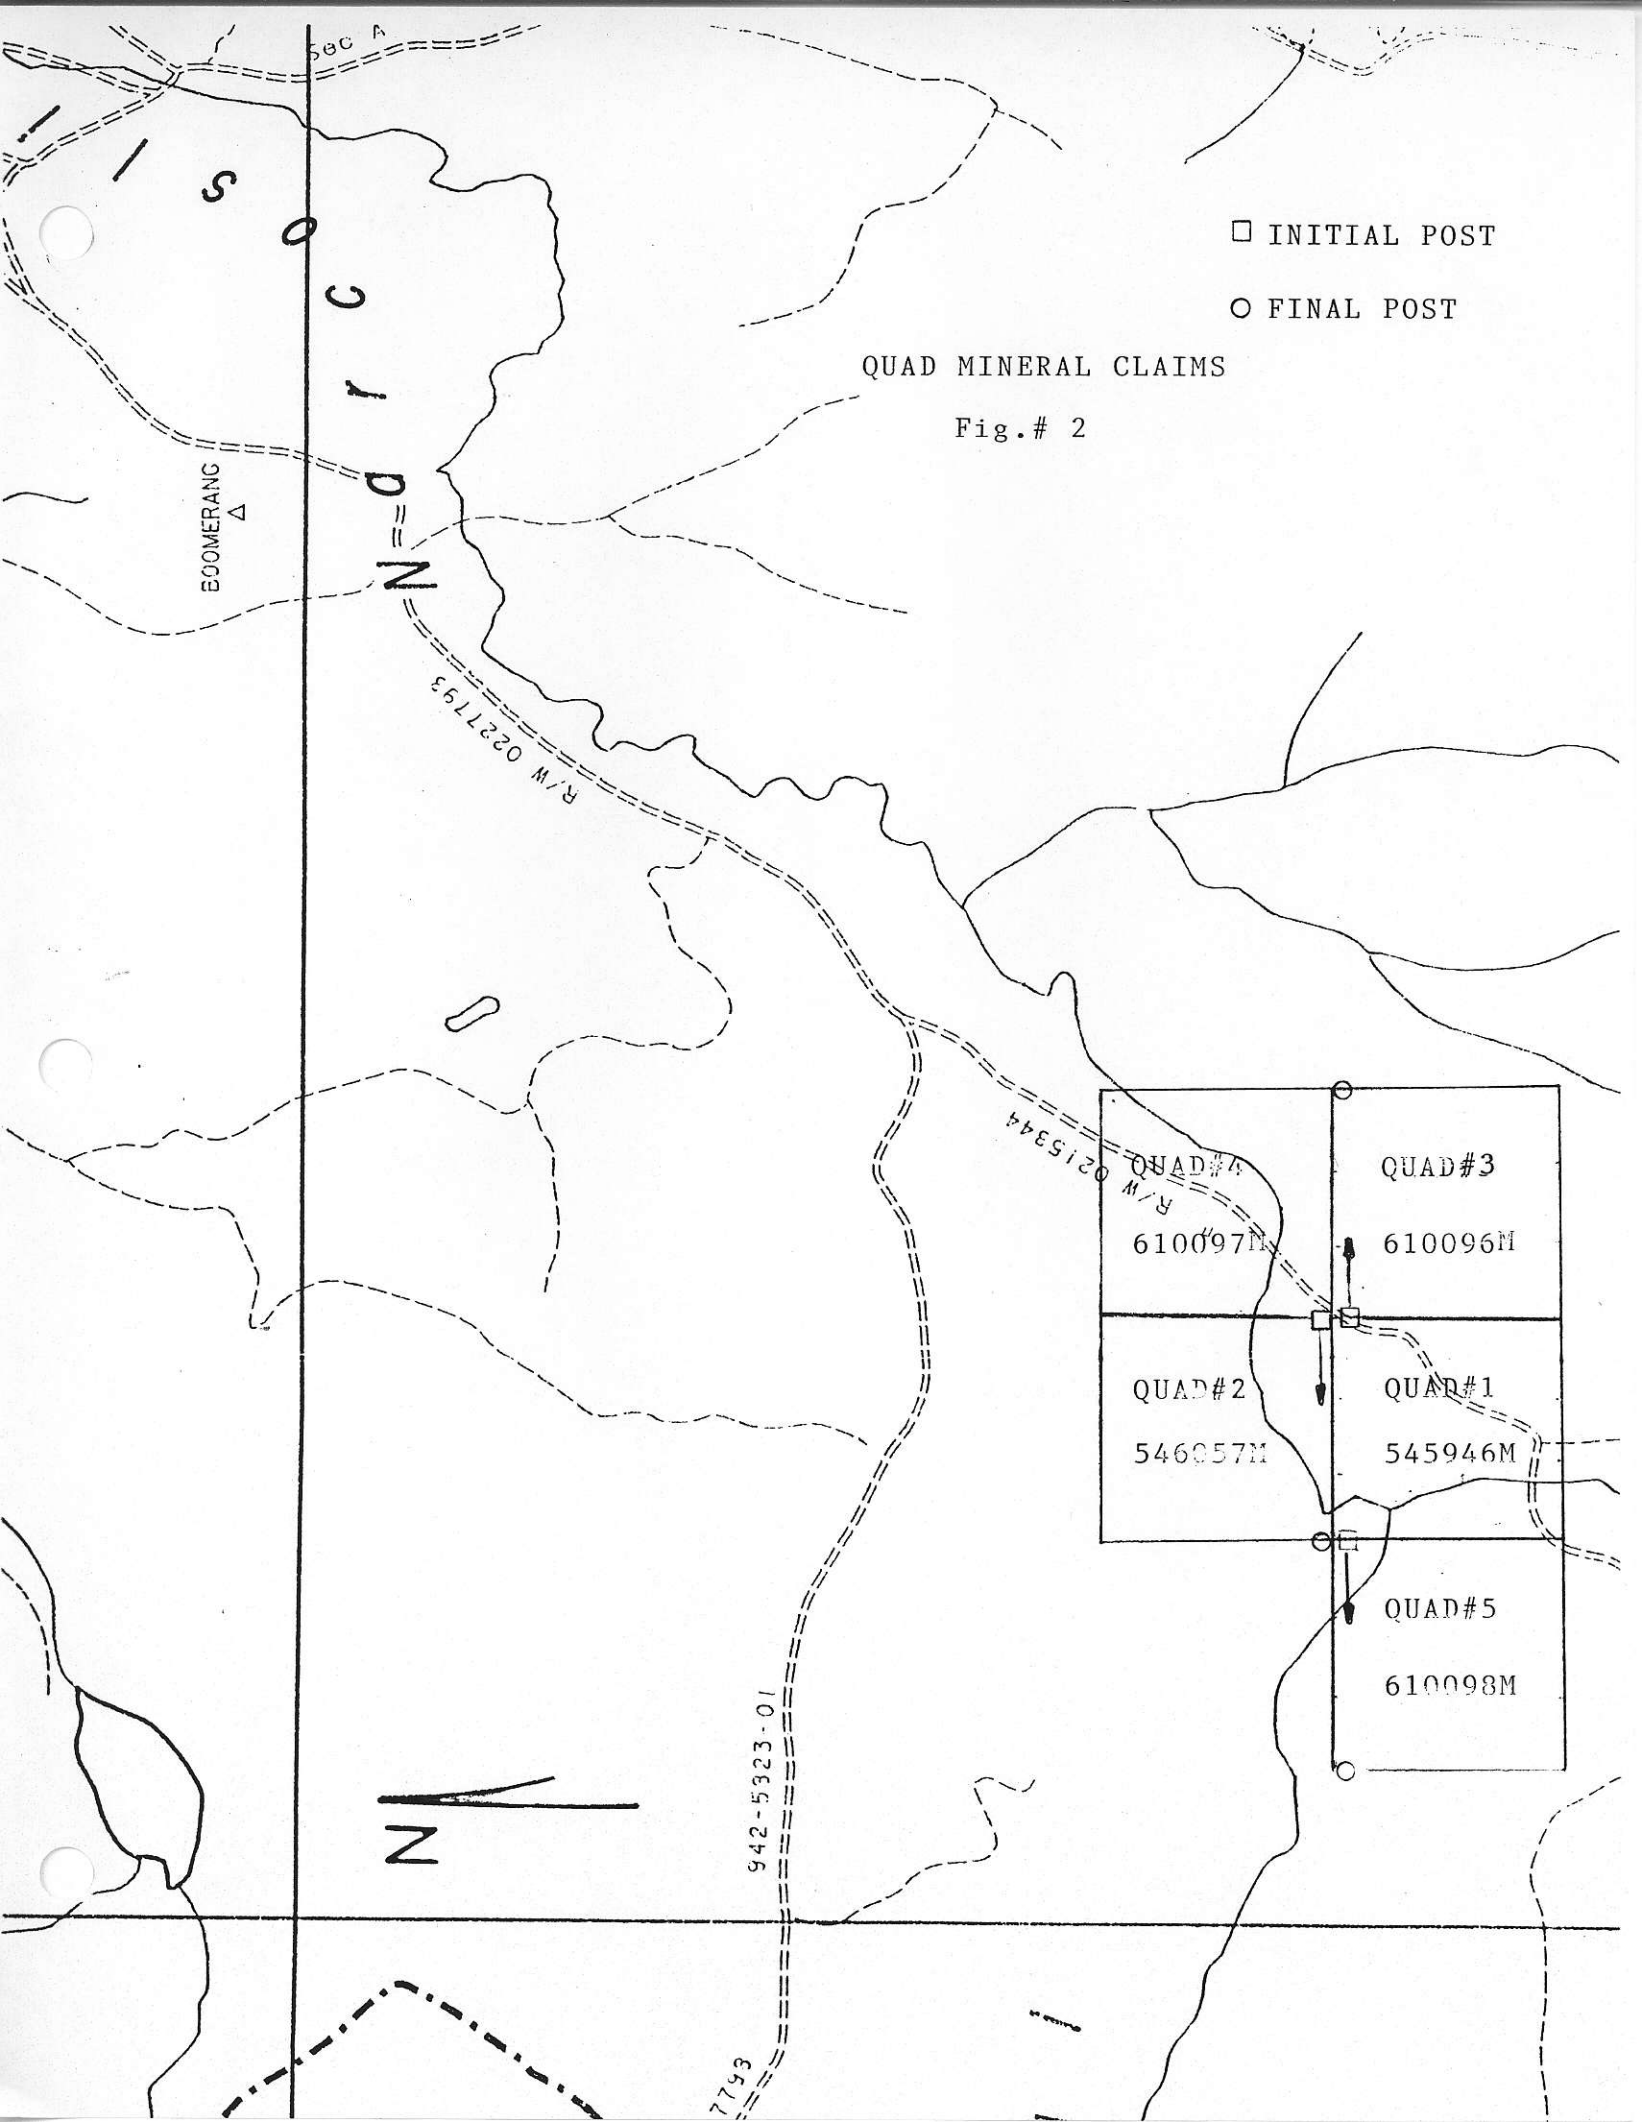 Sec A
I
l
s
o
c
r
a
N
□ INITIAL POST
○ FINAL POST
QUAD MINERAL CLAIMS
Fig.# 2
BOOMERANG
R/W 0227793
R/W 0215344
QUAD#4
610097M
QUAD#3
610096M
QUAD#2
546057M
QUAD#1
545946M
QUAD#5
610098M
942-5323-01
N
7793